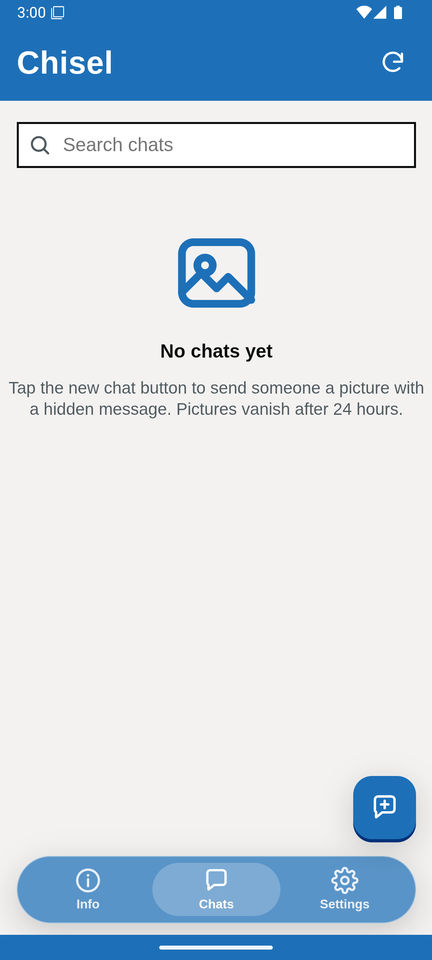 3:00
Chisel
Search chats
No chats yet
Tap the new chat button to send someone a picture with
a hidden message. Pictures vanish after 24 hours.
Info
Chats
Settings